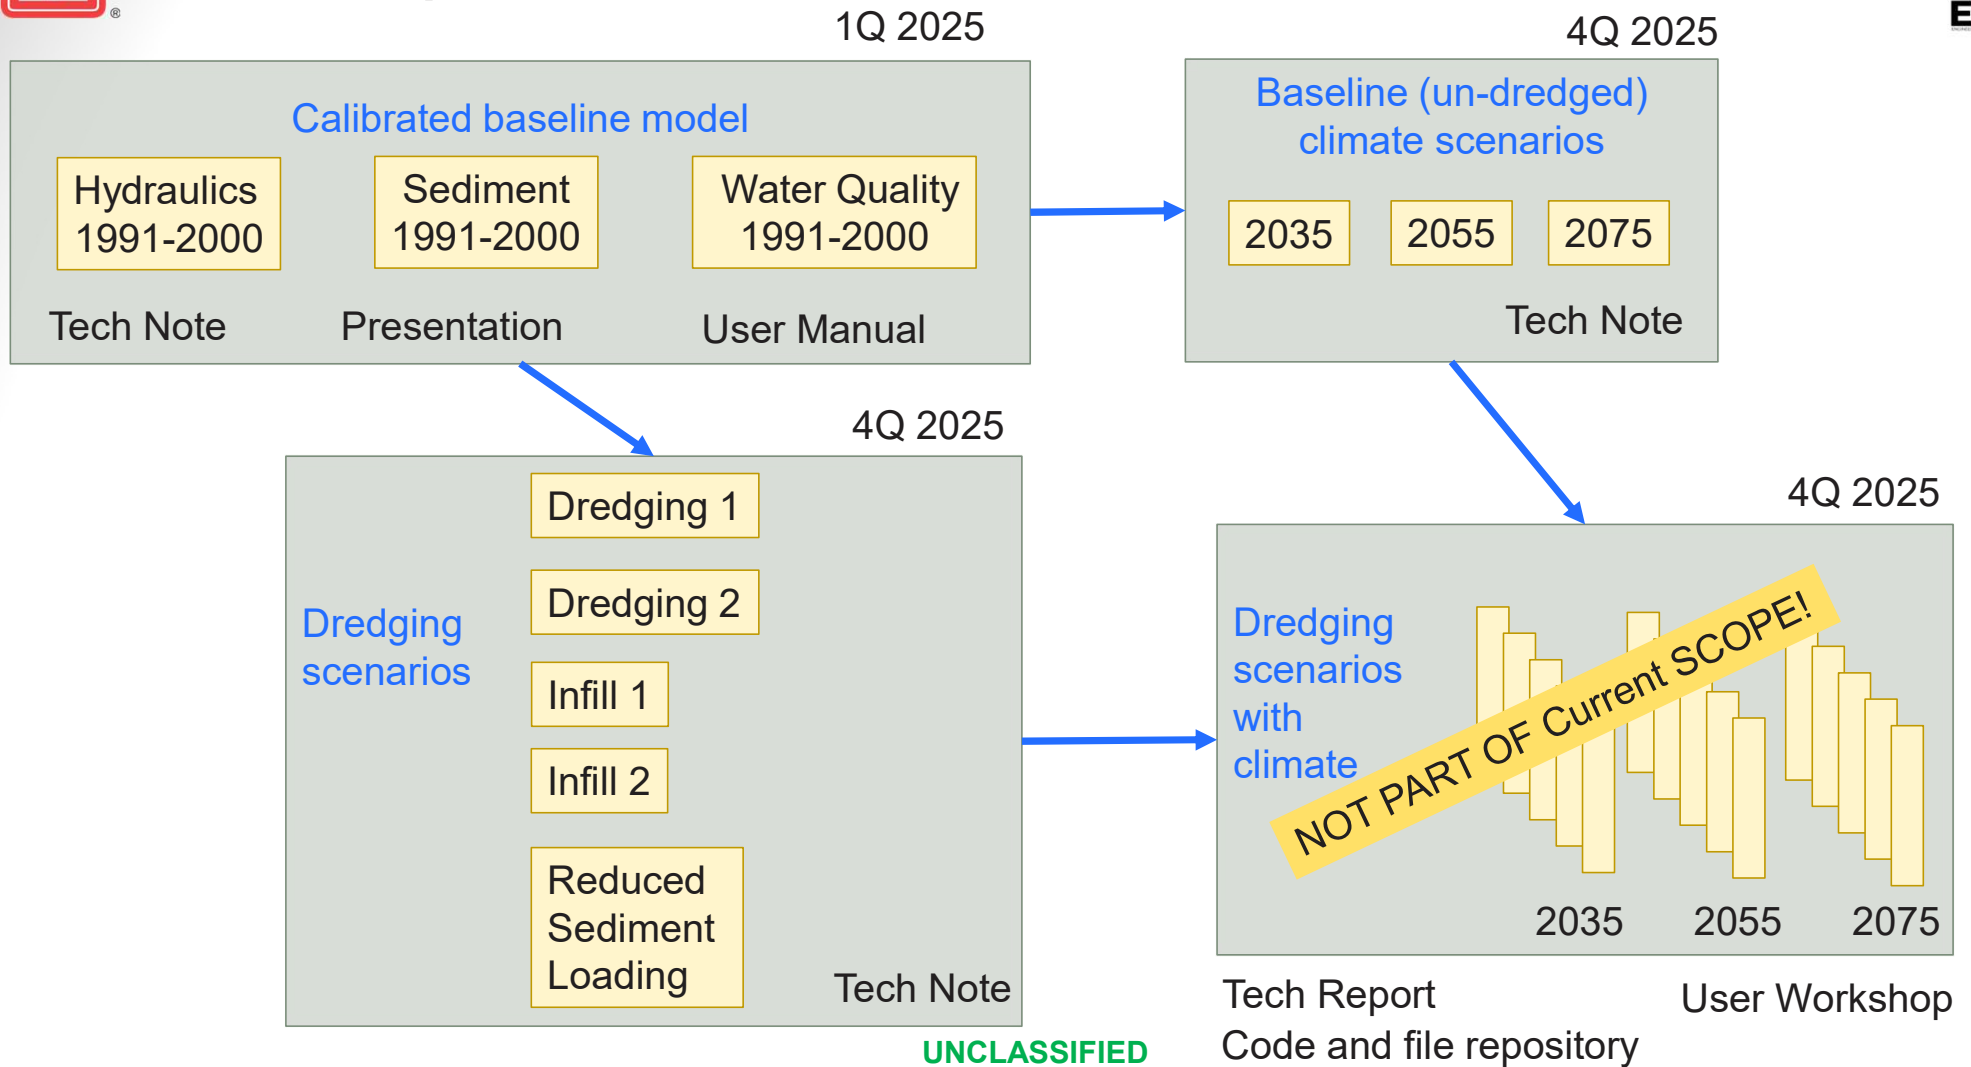 ®
1Q 2025
Calibrated baseline model
Hydraulics
1991-2000
Sediment
1991-2000
Water Quality
1991-2000
Tech Note
Presentation
User Manual
4Q 2025
Baseline (un-dredged)
climate scenarios
2035
2055
2075
Tech Note
4Q 2025
Dredging
scenarios
Dredging 1
Dredging 2
Infill 1
Infill 2
Reduced
Sediment
Loading
Tech Note
4Q 2025
Dredging
scenarios
with
climate
NOT PART OF Current SCOPE!
2035
2055
2075
Tech Report
User Workshop
Code and file repository
UNCLASSIFIED